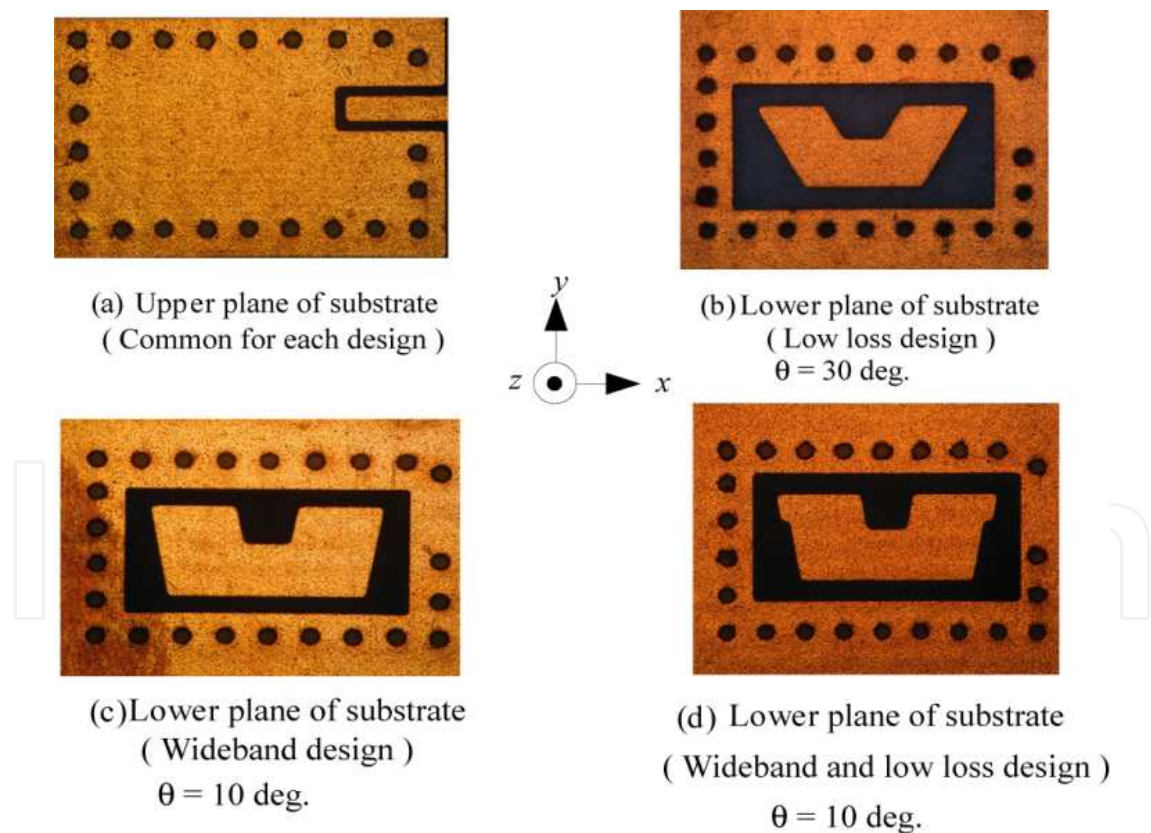 (a) Upper plane of substrate
( Common for each design )
(b) Lower plane of substrate
( Low loss design )
θ = 30 deg.
y
z
x
(c) Lower plane of substrate
( Wideband design )
θ = 10 deg.
(d) Lower plane of substrate
( Wideband and low loss design )
θ = 10 deg.